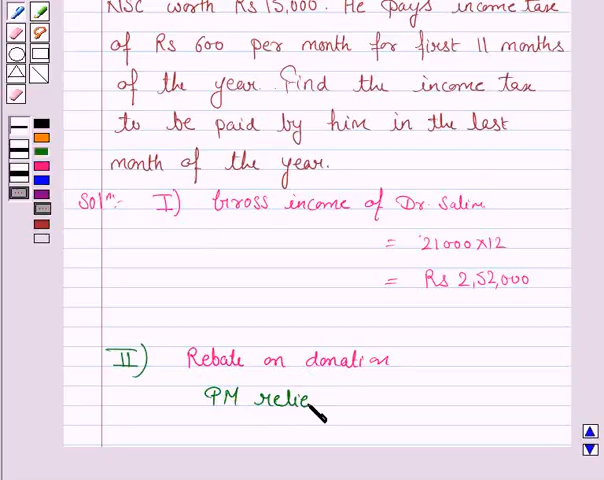 NSC worth Rs 15,000. He pays income tax
of Rs 600 per month for first 11 months
of the year. Find the income tax
to be paid by him in the last
month of the year.
Solⁿ:- I) Gross income of Dr. Salim
= 21000×12
= Rs 2,52,000
II) Rebate on donation
PM relie